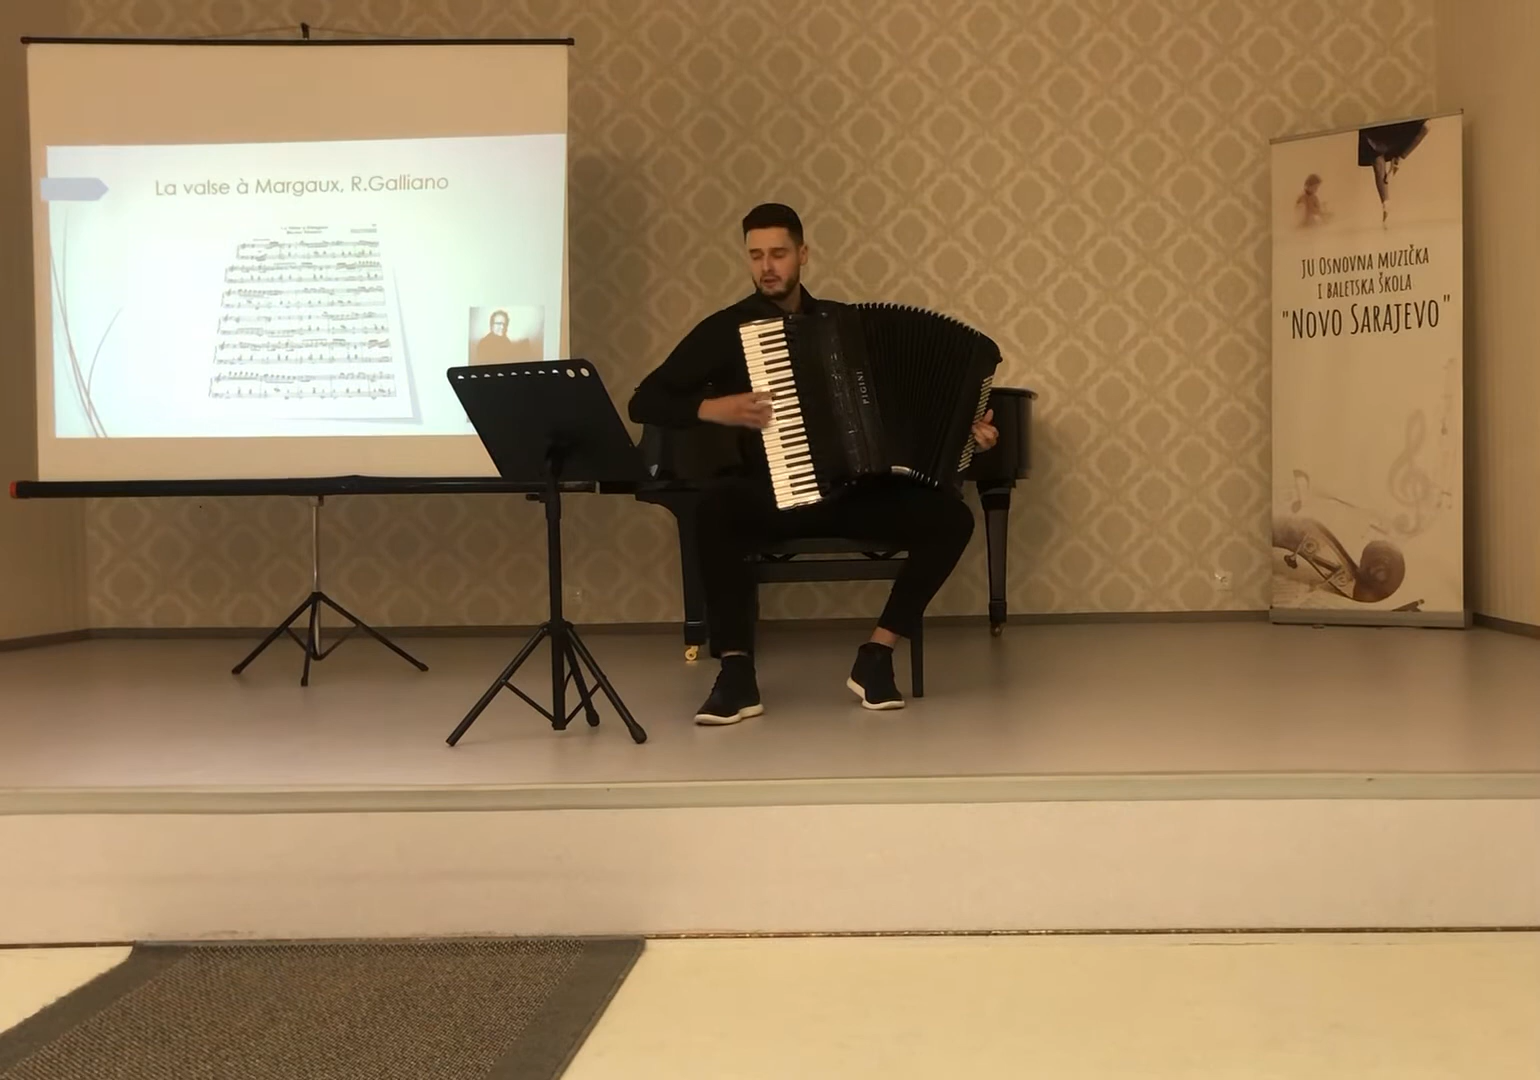 La valse à Margaux, R.Galliano
PIGINI
JU OSNOVNA MUZIČKA
I BALETSKA ŠKOLA
"NOVO SARAJEVO"